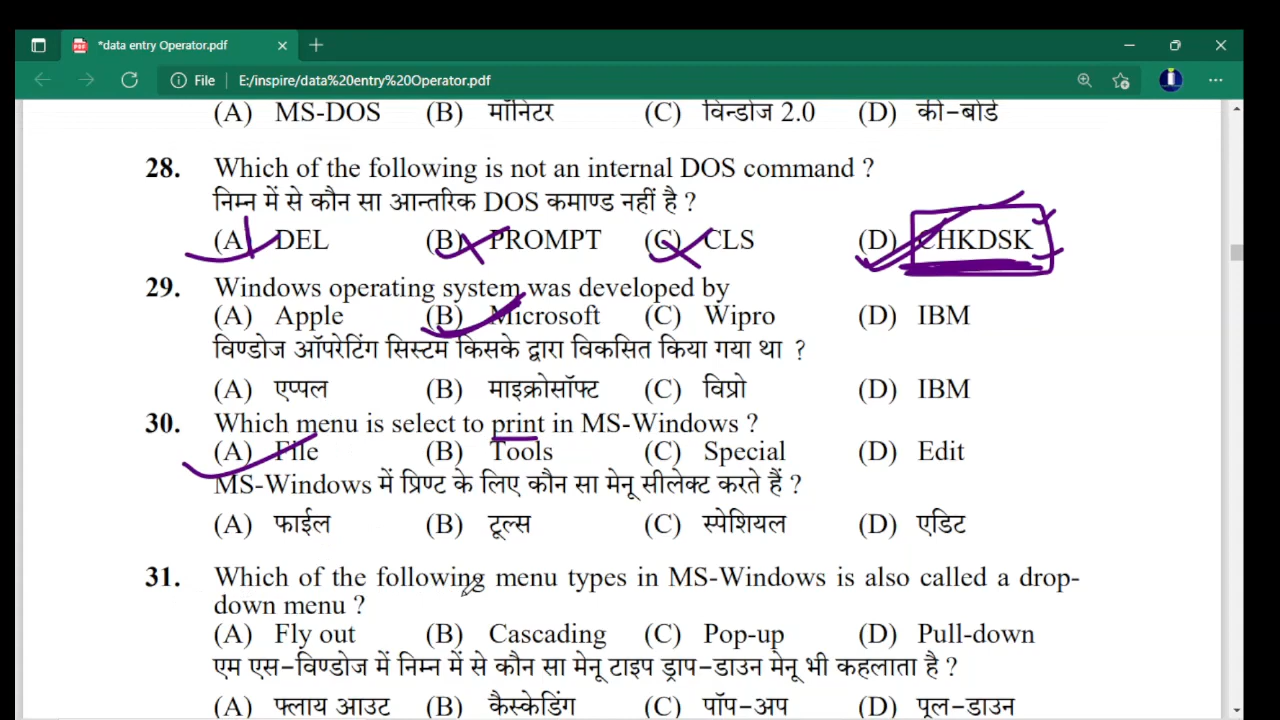 *data entry Operator.pdf
File E:/inspire/data%20entry%20Operator.pdf
(A) MS-DOS (B) मॉनिटर (C) विन्डोज 2.0 (D) की-बोर्ड
28. Which of the following is not an internal DOS command ?
निम्न में से कौन सा आन्तरिक DOS कमाण्ड नहीं है ?
(A) DEL (B) PROMPT (C) CLS (D) CHKDSK
29. Windows operating system was developed by
(A) Apple (B) Microsoft (C) Wipro (D) IBM
विण्डोज ऑपरेटिंग सिस्टम किसके द्वारा विकसित किया गया था ?
(A) एप्पल (B) माइक्रोसॉफ्ट (C) विप्रो (D) IBM
30. Which menu is select to print in MS-Windows ?
(A) File (B) Tools (C) Special (D) Edit
MS-Windows में प्रिण्ट के लिए कौन सा मेनू सीलेक्ट करते हैं ?
(A) फाईल (B) टूल्स (C) स्पेशियल (D) एडिट
31. Which of the following menu types in MS-Windows is also called a drop-
down menu ?
(A) Fly out (B) Cascading (C) Pop-up (D) Pull-down
एम एस-विण्डोज में निम्न में से कौन सा मेनू टाइप ड्राप-डाउन मेनू भी कहलाता है ?
(A) फ्लाय आउट (B) कैस्केडिंग (C) पॉप-अप (D) पुल-डाउन